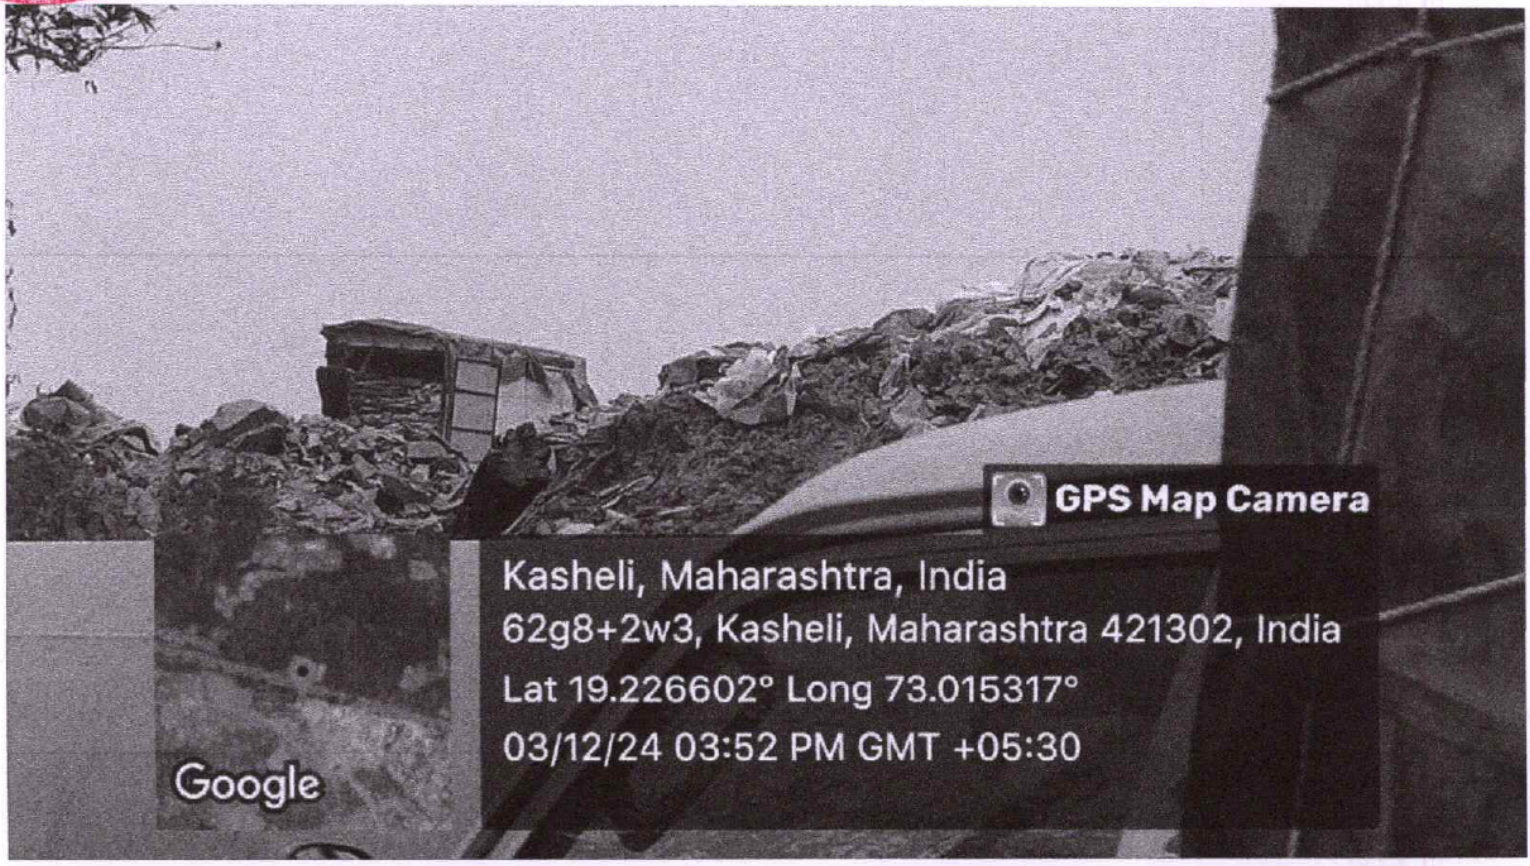 GPS Map Camera
Kasheli, Maharashtra, India
62g8+2w3, Kasheli, Maharashtra 421302, India
Lat 19.226602° Long 73.015317°
03/12/24 03:52 PM GMT +05:30
Google